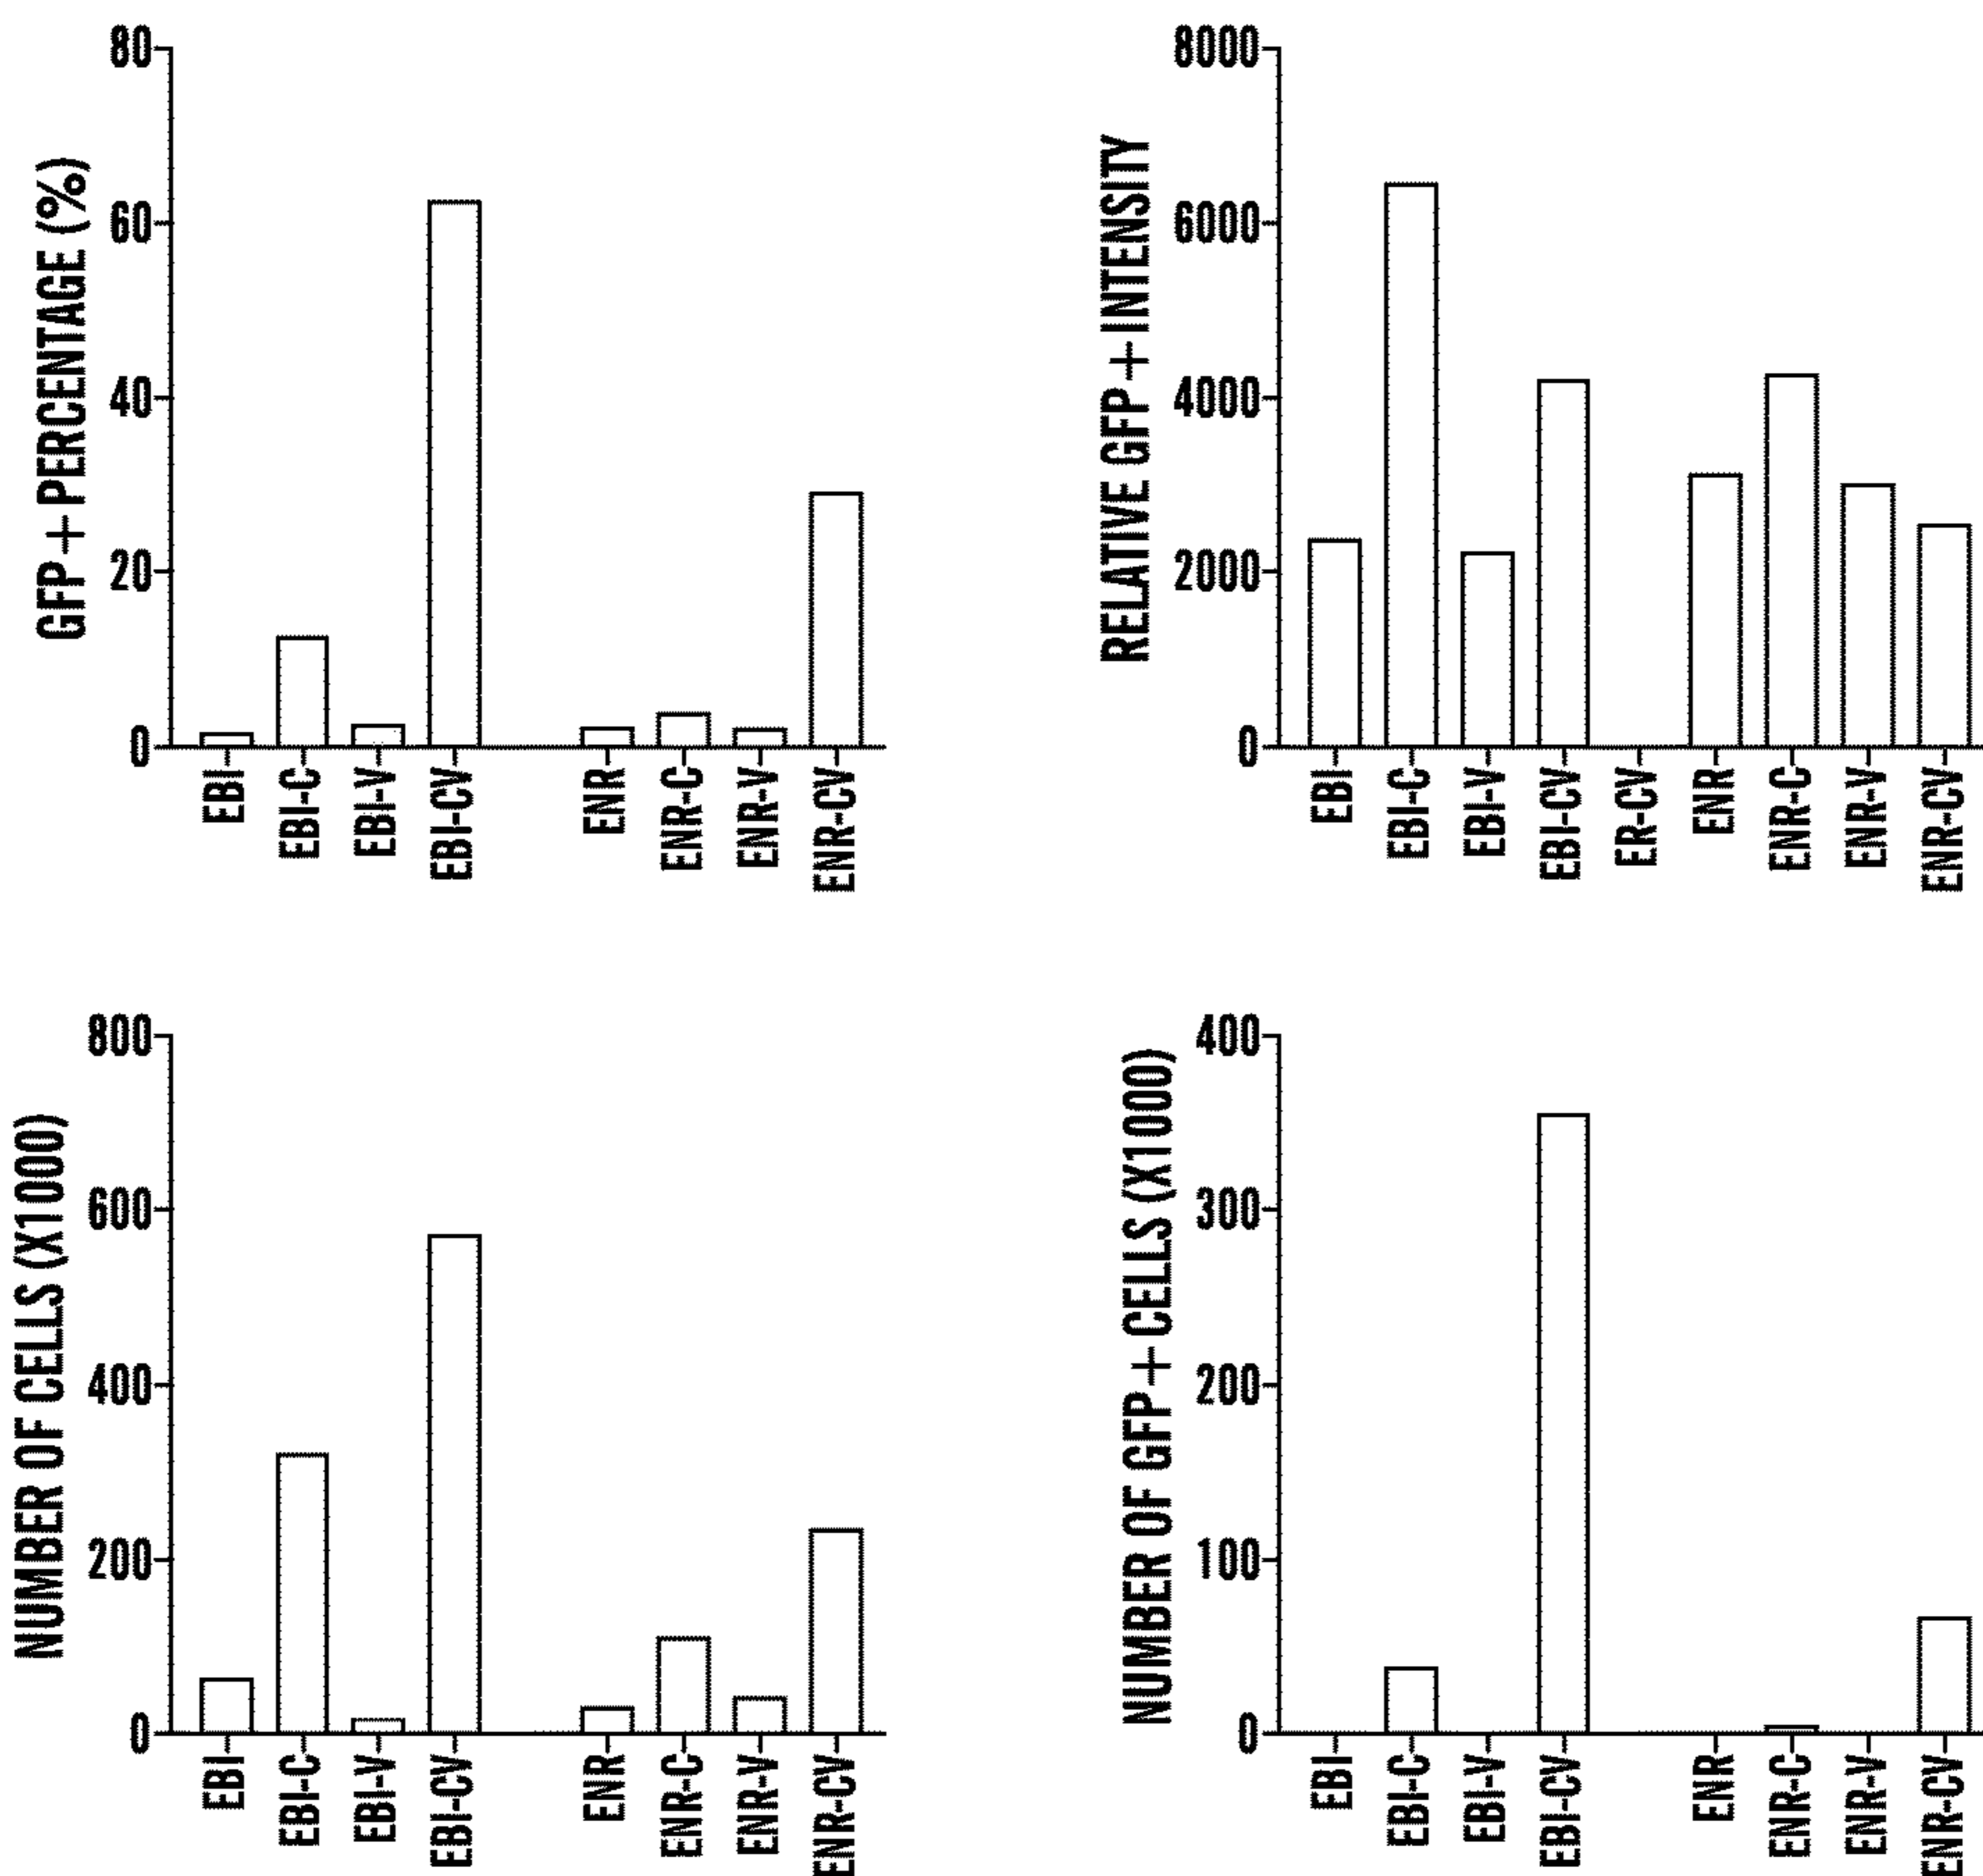 GFP+PERCENTAGE (%)
80
60
40
20
0
EBI
EBI-C
EBI-V
EBI-CV
ENR
ENR-C
ENR-V
ENR-CV
RELATIVE GFP+INTENSITY
8000
6000
4000
2000
0
EBI
EBI-C
EBI-V
EBI-CV
ER-CV
ENR
ENR-C
ENR-V
ENR-CV
NUMBER OF CELLS (X1000)
800
600
400
200
0
EBI
EBI-C
EBI-V
EBI-CV
ENR
ENR-C
ENR-V
ENR-CV
NUMBER OF GFP+CELLS (X1000)
400
300
200
100
0
EBI
EBI-C
EBI-V
EBI-CV
ENR
ENR-C
ENR-V
ENR-CV